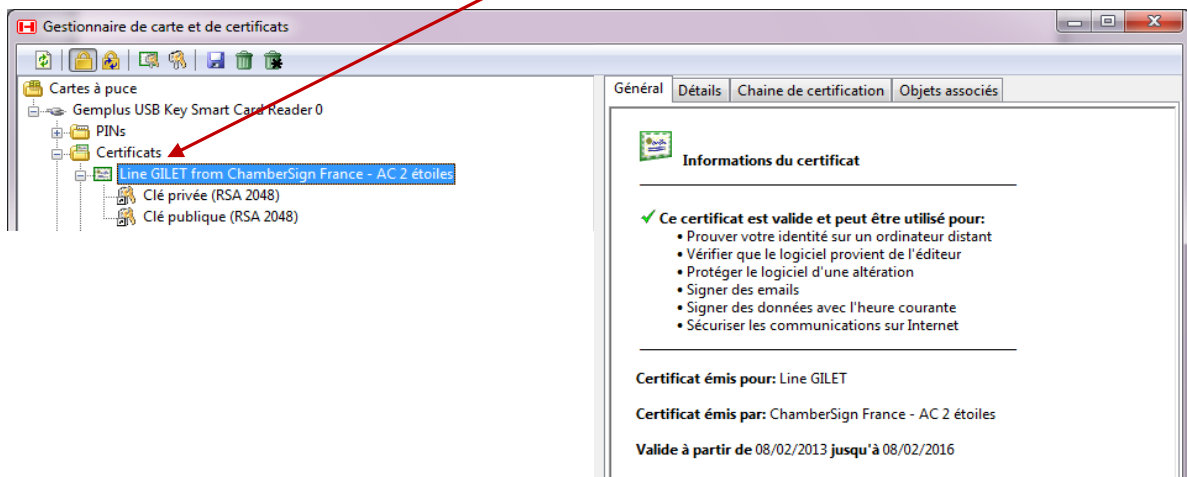 Gestionnaire de carte et de certificats
Cartes à puce
Gemplus USB Key Smart Card Reader 0
PINs
Certificats
Line GILET from ChamberSign France - AC 2 étoiles
Clé privée (RSA 2048)
Clé publique (RSA 2048)
Général Détails Chaine de certification Objets associés
Informations du certificat
Ce certificat est valide et peut être utilisé pour:
• Prouver votre identité sur un ordinateur distant
• Vérifier que le logiciel provient de l'éditeur
• Protéger le logiciel d'une altération
• Signer des emails
• Signer des données avec l'heure courante
• Sécuriser les communications sur Internet
Certificat émis pour: Line GILET
Certificat émis par: ChamberSign France - AC 2 étoiles
Valide à partir de 08/02/2013 jusqu'à 08/02/2016